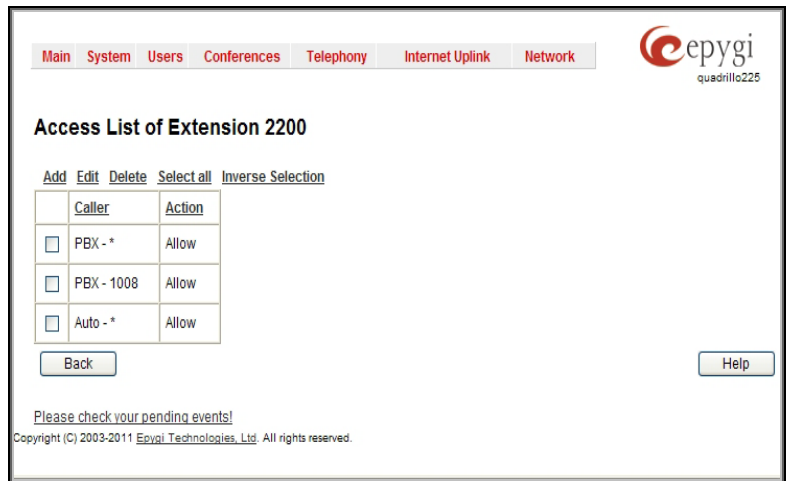 Main System Users Conferences Telephony Internet Uplink Network
epygi
quadrillo225
Access List of Extension 2200
Add Edit Delete Select all Inverse Selection
Caller Action
PBX - * Allow
PBX - 1008 Allow
Auto - * Allow
Back Help
Please check your pending events!
Copyright (C) 2003-2011 Epygi Technologies, Ltd. All rights reserved.